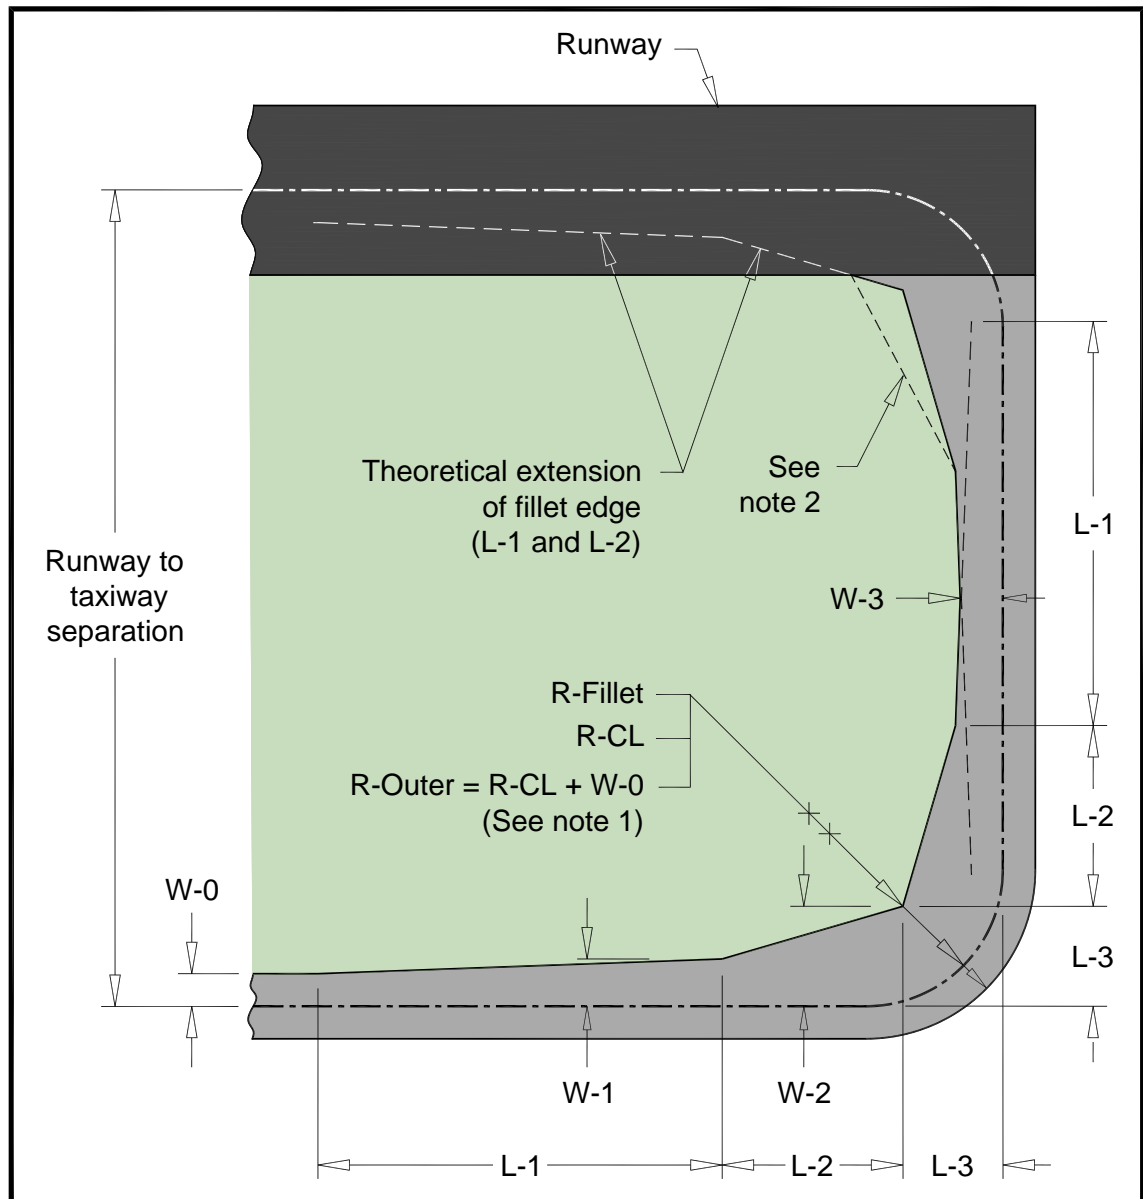 Runway
Theoretical extension
of fillet edge
(L-1 and L-2)
See
note 2
L-1
Runway to
taxiway
separation
W-3
R-Fillet
R-CL
R-Outer = R-CL + W-0
(See note 1)
L-2
W-0
L-3
W-1
W-2
L-1
L-2
L-3